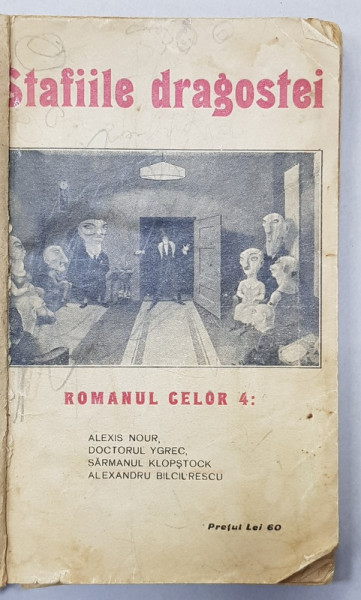 Stafiile dragostei
ROMANUL CELOR 4:
ALEXIS NOUR,
DOCTORUL YGREC,
SĂRMANUL KLOPȘTOCK
ALEXANDRU BILCIURESCU
Prețul Lei 60